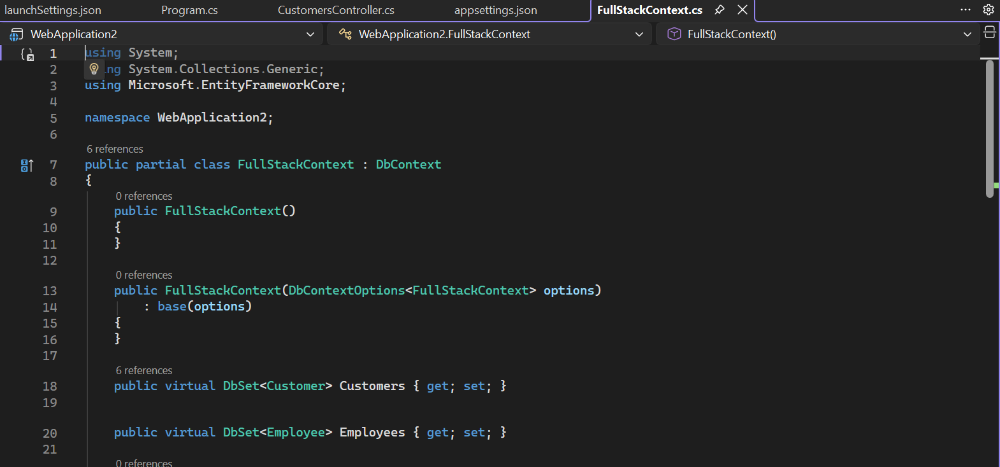 launchSettings.json Program.cs CustomersController.cs appsettings.json FullStackContext.cs
WebApplication2 WebApplication2.FullStackContext FullStackContext()
1 using System;
2 ng System.Collections.Generic;
3 using Microsoft.EntityFrameworkCore;
4
5 namespace WebApplication2;
6
6 references
7 public partial class FullStackContext : DbContext
8 {
0 references
9 public FullStackContext()
10 {
11 }
12
0 references
13 public FullStackContext(DbContextOptions<FullStackContext> options)
14 : base(options)
15 {
16 }
17
6 references
18 public virtual DbSet<Customer> Customers { get; set; }
19
20 public virtual DbSet<Employee> Employees { get; set; }
21
0 references